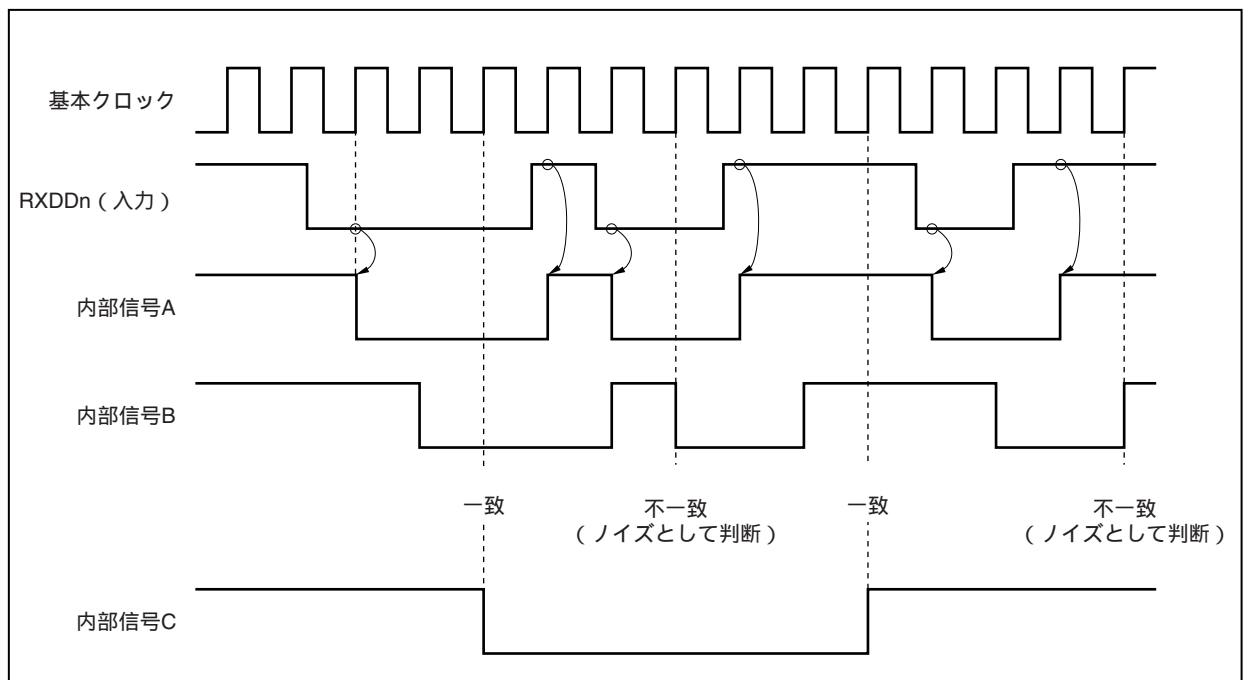 基本クロック
RXDDn（入力）
内部信号A
内部信号B
一致
不一致
（ノイズとして判断）
一致
不一致
（ノイズとして判断）
内部信号C